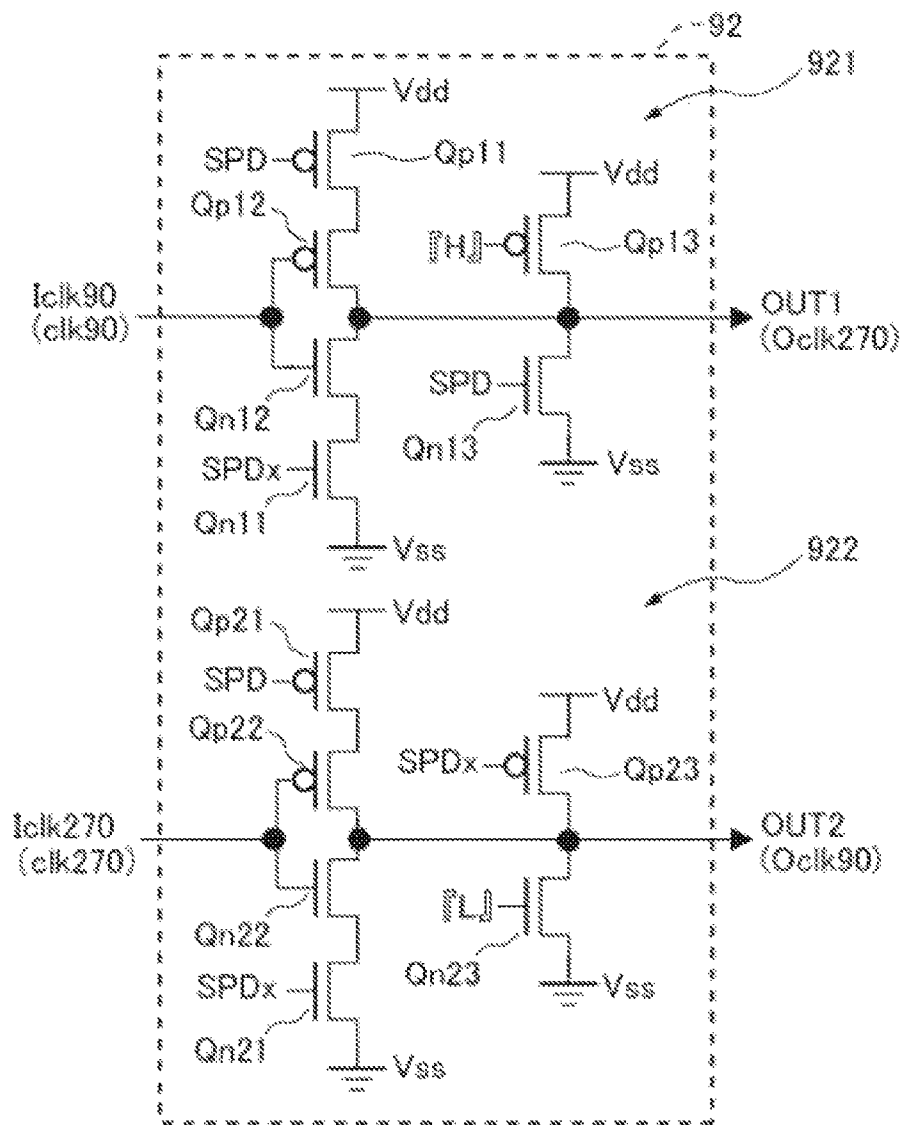 92
921
Vdd
SPD
Qp11
Qp12
Vdd
『H』
Qp13
Iclk90
(clk90)
OUT1
(Oclk270)
Qn12
SPD
Qn13
SPDx
Qn11
Vss
Vss
922
Qp21
Vdd
SPD
Qp22
Vdd
SPDx
Qp23
Iclk270
(clk270)
OUT2
(Oclk90)
Qn22
『L』
Qn23
SPDx
Vss
Qn21
Vss